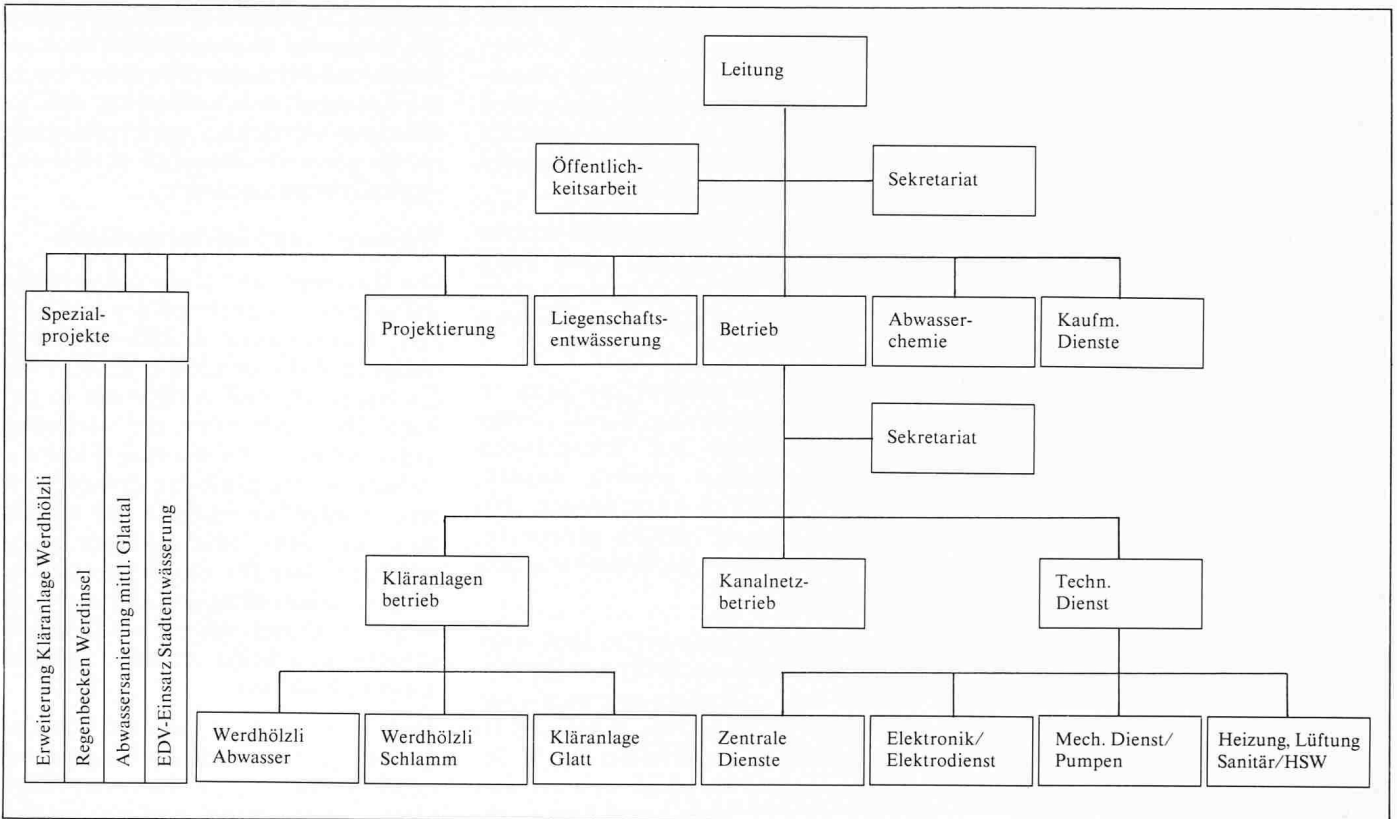 Leitung
Öffentlich-
keitsarbeit
Sekretariat
Spezial-
projekte
Projektierung
Liegenschafts-
entwässerung
Betrieb
Abwasser-
chemie
Kaufm.
Dienste
Erweiterung Kläranlage Werdhölzli
Regenbecken Werdinsel
Abwassersanierung mittl. Glattal
EDV-Einsatz Stadtentwässerung
Sekretariat
Kläranlagen
betrieb
Kanalnetz-
betrieb
Techn.
Dienst
Werdhölzli
Abwasser
Werdhölzli
Schlamm
Kläranlage
Glatt
Zentrale
Dienste
Elektronik/
Elektrodienst
Mech. Dienst/
Pumpen
Heizung, Lüftung
Sanitär/HSW